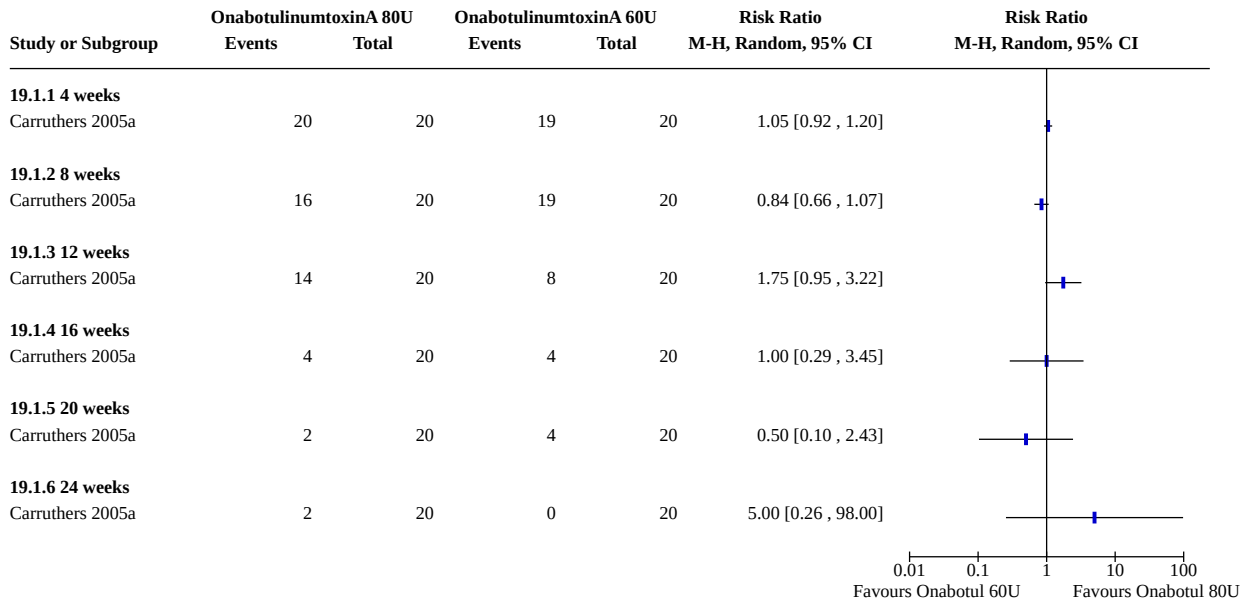 OnabotulinumtoxinA 80U OnabotulinumtoxinA 60U Risk Ratio Risk Ratio
Study or Subgroup Events Total Events Total M-H, Random, 95% CI M-H, Random, 95% CI
19.1.1 4 weeks
Carruthers 2005a 20 20 19 20 1.05 [0.92 , 1.20]
19.1.2 8 weeks
Carruthers 2005a 16 20 19 20 0.84 [0.66 , 1.07]
19.1.3 12 weeks
Carruthers 2005a 14 20 8 20 1.75 [0.95 , 3.22]
19.1.4 16 weeks
Carruthers 2005a 4 20 4 20 1.00 [0.29 , 3.45]
19.1.5 20 weeks
Carruthers 2005a 2 20 4 20 0.50 [0.10 , 2.43]
19.1.6 24 weeks
Carruthers 2005a 2 20 0 20 5.00 [0.26 , 98.00]
0.01 0.1 1 10 100
Favours Onabotul 60U Favours Onabotul 80U